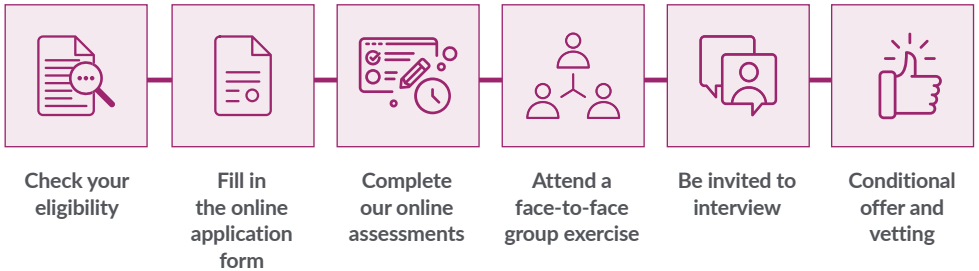 Check your
eligibility
Fill in
the online
application
form
Complete
our online
assessments
Attend a
face-to-face
group exercise
Be invited to
interview
Conditional
offer and
vetting